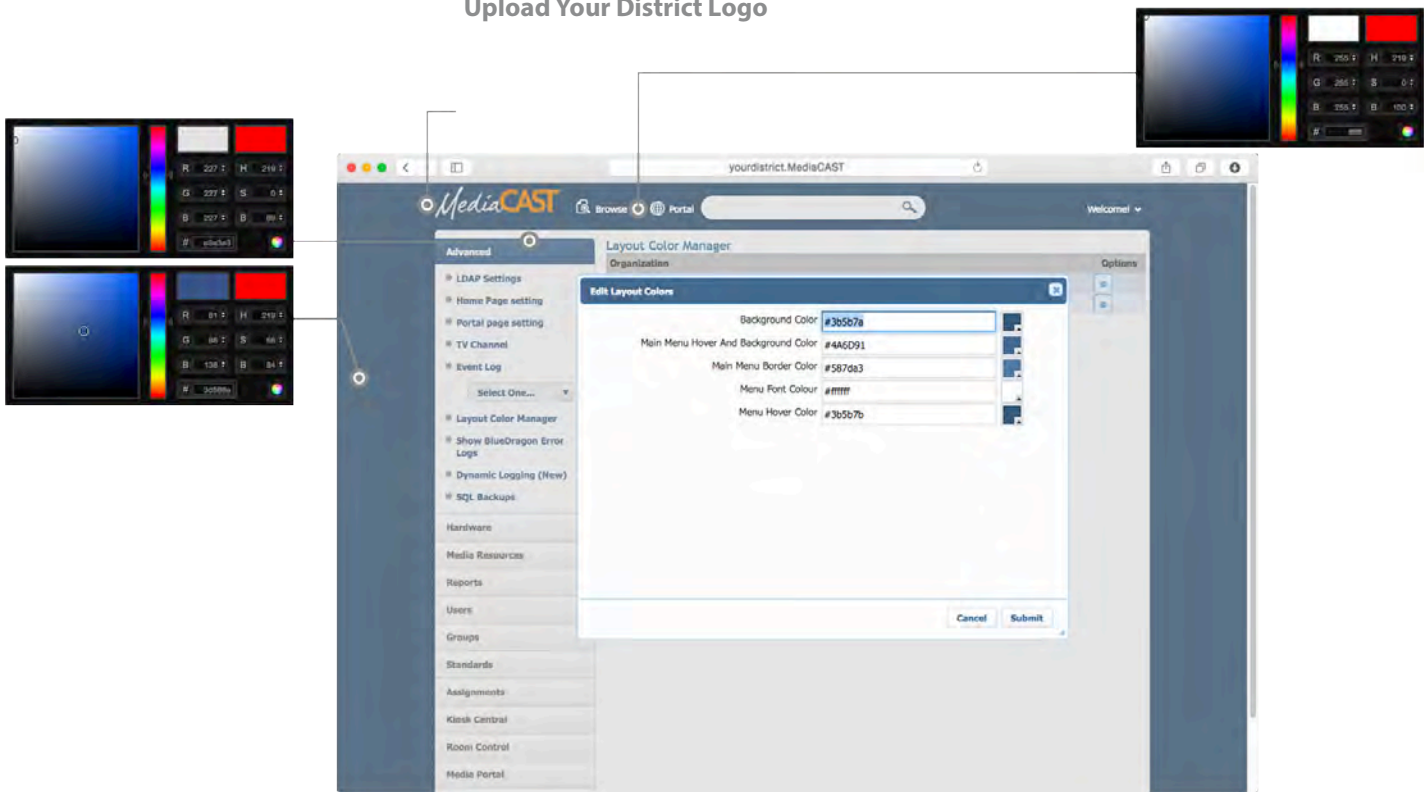 Upload Your District Logo
R 255 H 219
G 255 S 0
B 255 B 100
#
R 227 H 219
G 227 S 0
B 227 B 89
# e3e3e3
R 61 H 219
G 88 S 56
B 138 B 54
#
yourdistrict.MediaCAST
MediaCAST Browse Portal Welcome!
Advanced
LDAP Settings
Home Page setting
Portal page setting
TV Channel
Event Log
Select One...
Layout Color Manager
Show BlueDragon Error
Logs
Dynamic Logging (New)
SQL Backups
Hardware
Media Resources
Reports
Users
Groups
Standards
Assignments
Kiosk Central
Room Control
Media Portal
Layout Color Manager
Organization Options
Edit Layout Colors
Background Color #3b5b7a
Main Menu Hover And Background Color #4A6D91
Main Menu Border Color #587da3
Menu Font Colour #ffffff
Menu Hover Color #3b5b7b
Cancel Submit